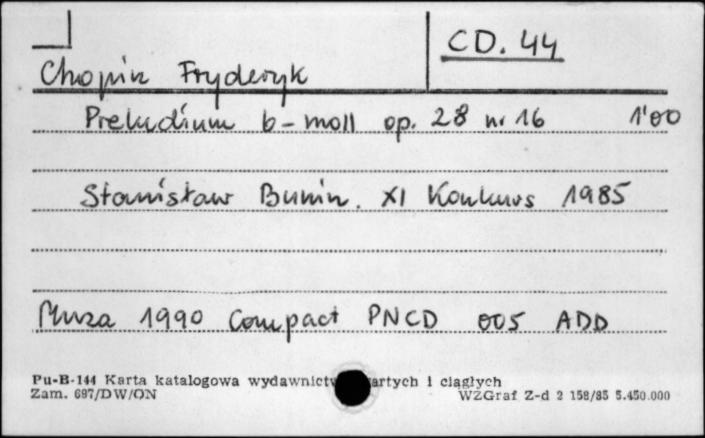 CD. 44
Chopin Fryderyk
Preludium b-moll op. 28 nr 16 1'00
Stanisław Bunin. XI Konkurs 1985
Muza 1990 Compact PNCD 005 ADD
Pu-B-144 Karta katalogowa wydawnictw artych i ciągłych
Zam. 697/DW/ON WZGraf Z-d 2 158/85 5.450.000